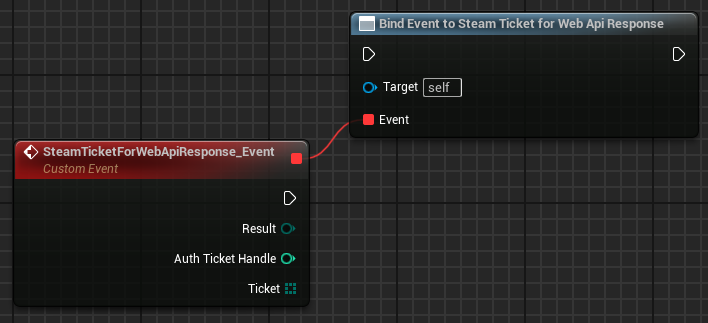 Bind Event to Steam Ticket for Web Api Response
Target self
Event
SteamTicketForWebApiResponse_Event
Custom Event
Result
Auth Ticket Handle
Ticket